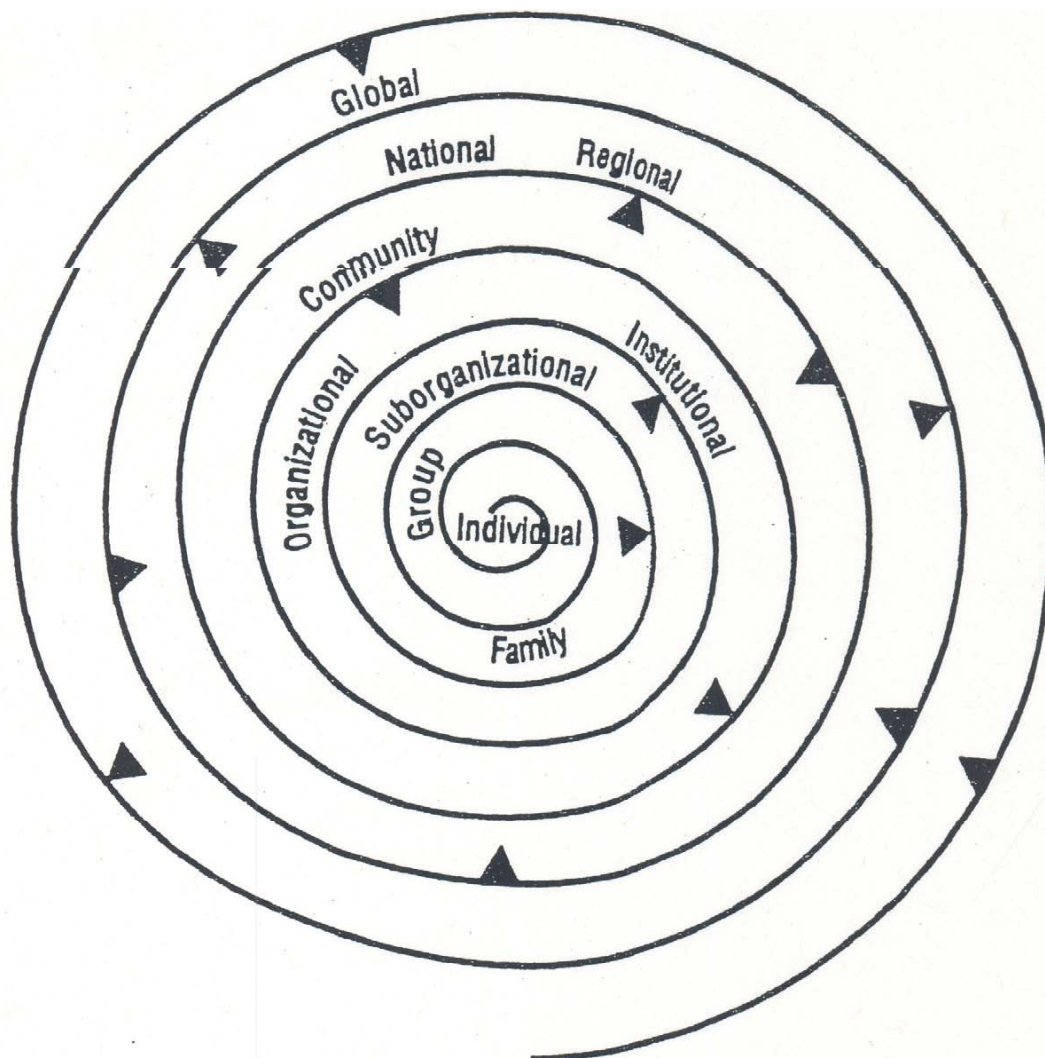 Global
National
Regional
Community
Institutional
Suborganizational
Organizational
Group
Individual
Family